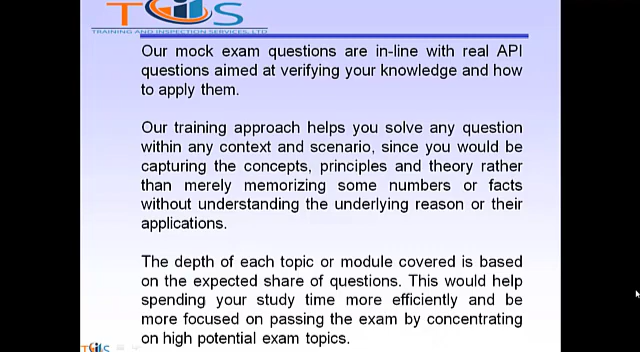 TIS
TRAINING AND INSPECTION SERVICES, LTD
Our mock exam questions are in-line with real API
questions aimed at verifying your knowledge and how
to apply them.
Our training approach helps you solve any question
within any context and scenario, since you would be
capturing the concepts, principles and theory rather
than merely memorizing some numbers or facts
without understanding the underlying reason or their
applications.
The depth of each topic or module covered is based
on the expected share of questions. This would help
spending your study time more efficiently and be
more focused on passing the exam by concentrating
on high potential exam topics.
TIS